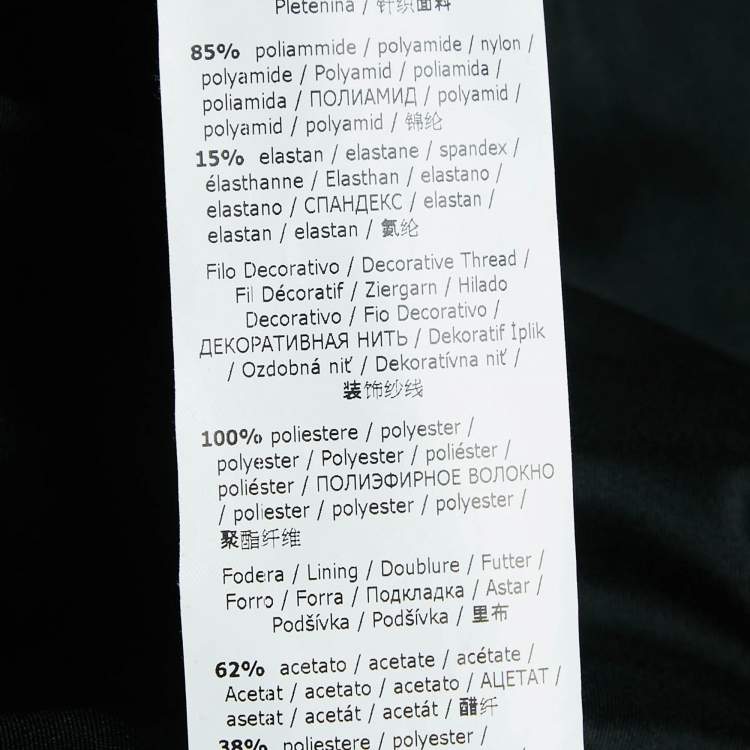 Pletenina / 针织面料
85% poliammide / polyamide / nylon /
polyamide / Polyamid / poliamida /
poliamida / ПОЛИАМИД / polyamid /
polyamid / polyamid / 锦纶
15% elastan / elastane / spandex /
élasthanne / Elasthan / elastano /
elastano / СПАНДЕКС / elastan /
elastan / elastan / 氨纶
Filo Decorativo / Decorative Thread /
Fil Décoratif / Ziergarn / Hilado
Decorativo / Fio Decorativo /
ДЕКОРАТИВНАЯ НИТЬ / Dekoratif İplik
/ Ozdobná niť / Dekoratívna niť /
装饰纱线
100% poliestere / polyester /
polyester / Polyester / poliéster /
poliéster / ПОЛИЭФИРНОЕ ВОЛОКНО
/ poliester / polyester / polyester /
聚酯纤维
Fodera / Lining / Doublure / Futter /
Forro / Forra / Подкладка / Astar /
Podšívka / Podšívka / 里布
62% acetato / acetate / acétate /
Acetat / acetato / acetato / АЦЕТАТ /
asetat / acetát / acetát / 醋纤
38% poliestere / polyester /